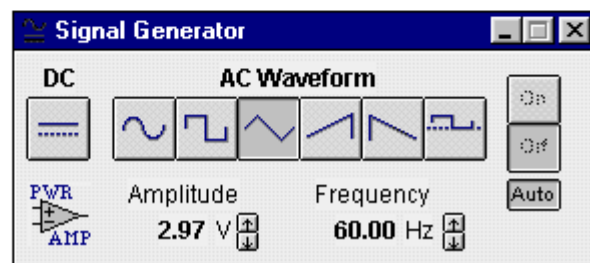 Signal Generator
DC AC Waveform
On
Off
Auto
PWR
AMP
Amplitude Frequency
2.97 V 60.00 Hz